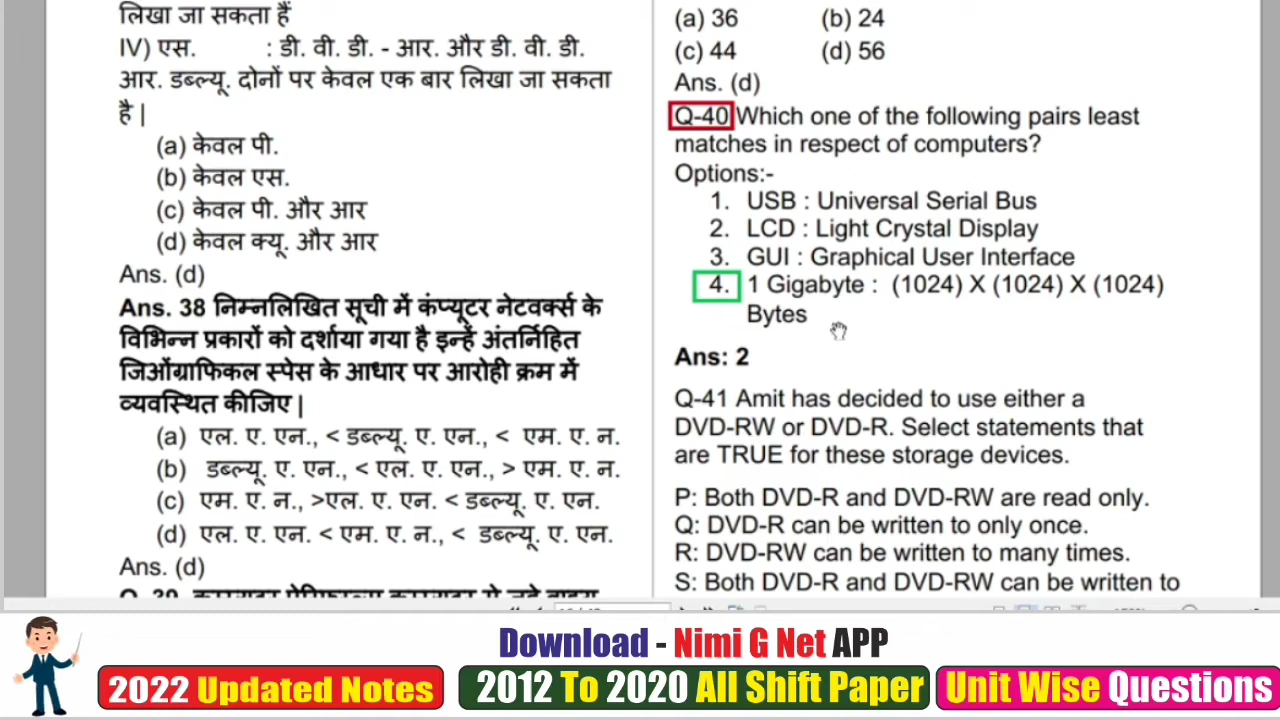 लिखा जा सकता हैं
IV) एस. : डी. वी. डी. - आर. और डी. वी. डी.
आर. डब्ल्यू. दोनों पर केवल एक बार लिखा जा सकता
है |
(a) केवल पी.
(b) केवल एस.
(c) केवल पी. और आर
(d) केवल क्यू. और आर
Ans. (d)
Ans. 38 निम्नलिखित सूची में कंप्यूटर नेटवर्क्स के
विभिन्न प्रकारों को दर्शाया गया है इन्हें अंतर्निहित
जिओंग्राफिकल स्पेस के आधार पर आरोही क्रम में
व्यवस्थित कीजिए |
(a) एल. ए. एन., < डब्ल्यू. ए. एन., < एम. ए. न.
(b) डब्ल्यू. ए. एन., < एल. ए. एन., > एम. ए. न.
(c) एम. ए. न., >एल. ए. एन. < डब्ल्यू. ए. एन.
(d) एल. ए. एन. < एम. ए. न., < डब्ल्यू. ए. एन.
Ans. (d)
(a) 36 (b) 24
(c) 44 (d) 56
Ans. (d)
Q-40 Which one of the following pairs least
matches in respect of computers?
Options:-
1. USB : Universal Serial Bus
2. LCD : Light Crystal Display
3. GUI : Graphical User Interface
4. 1 Gigabyte : (1024) X (1024) X (1024)
Bytes
Ans: 2
Q-41 Amit has decided to use either a
DVD-RW or DVD-R. Select statements that
are TRUE for these storage devices.
P: Both DVD-R and DVD-RW are read only.
Q: DVD-R can be written to only once.
R: DVD-RW can be written to many times.
S: Both DVD-R and DVD-RW can be written to
Download - Nimi G Net APP
2022 Updated Notes
2012 To 2020 All Shift Paper
Unit Wise Questions